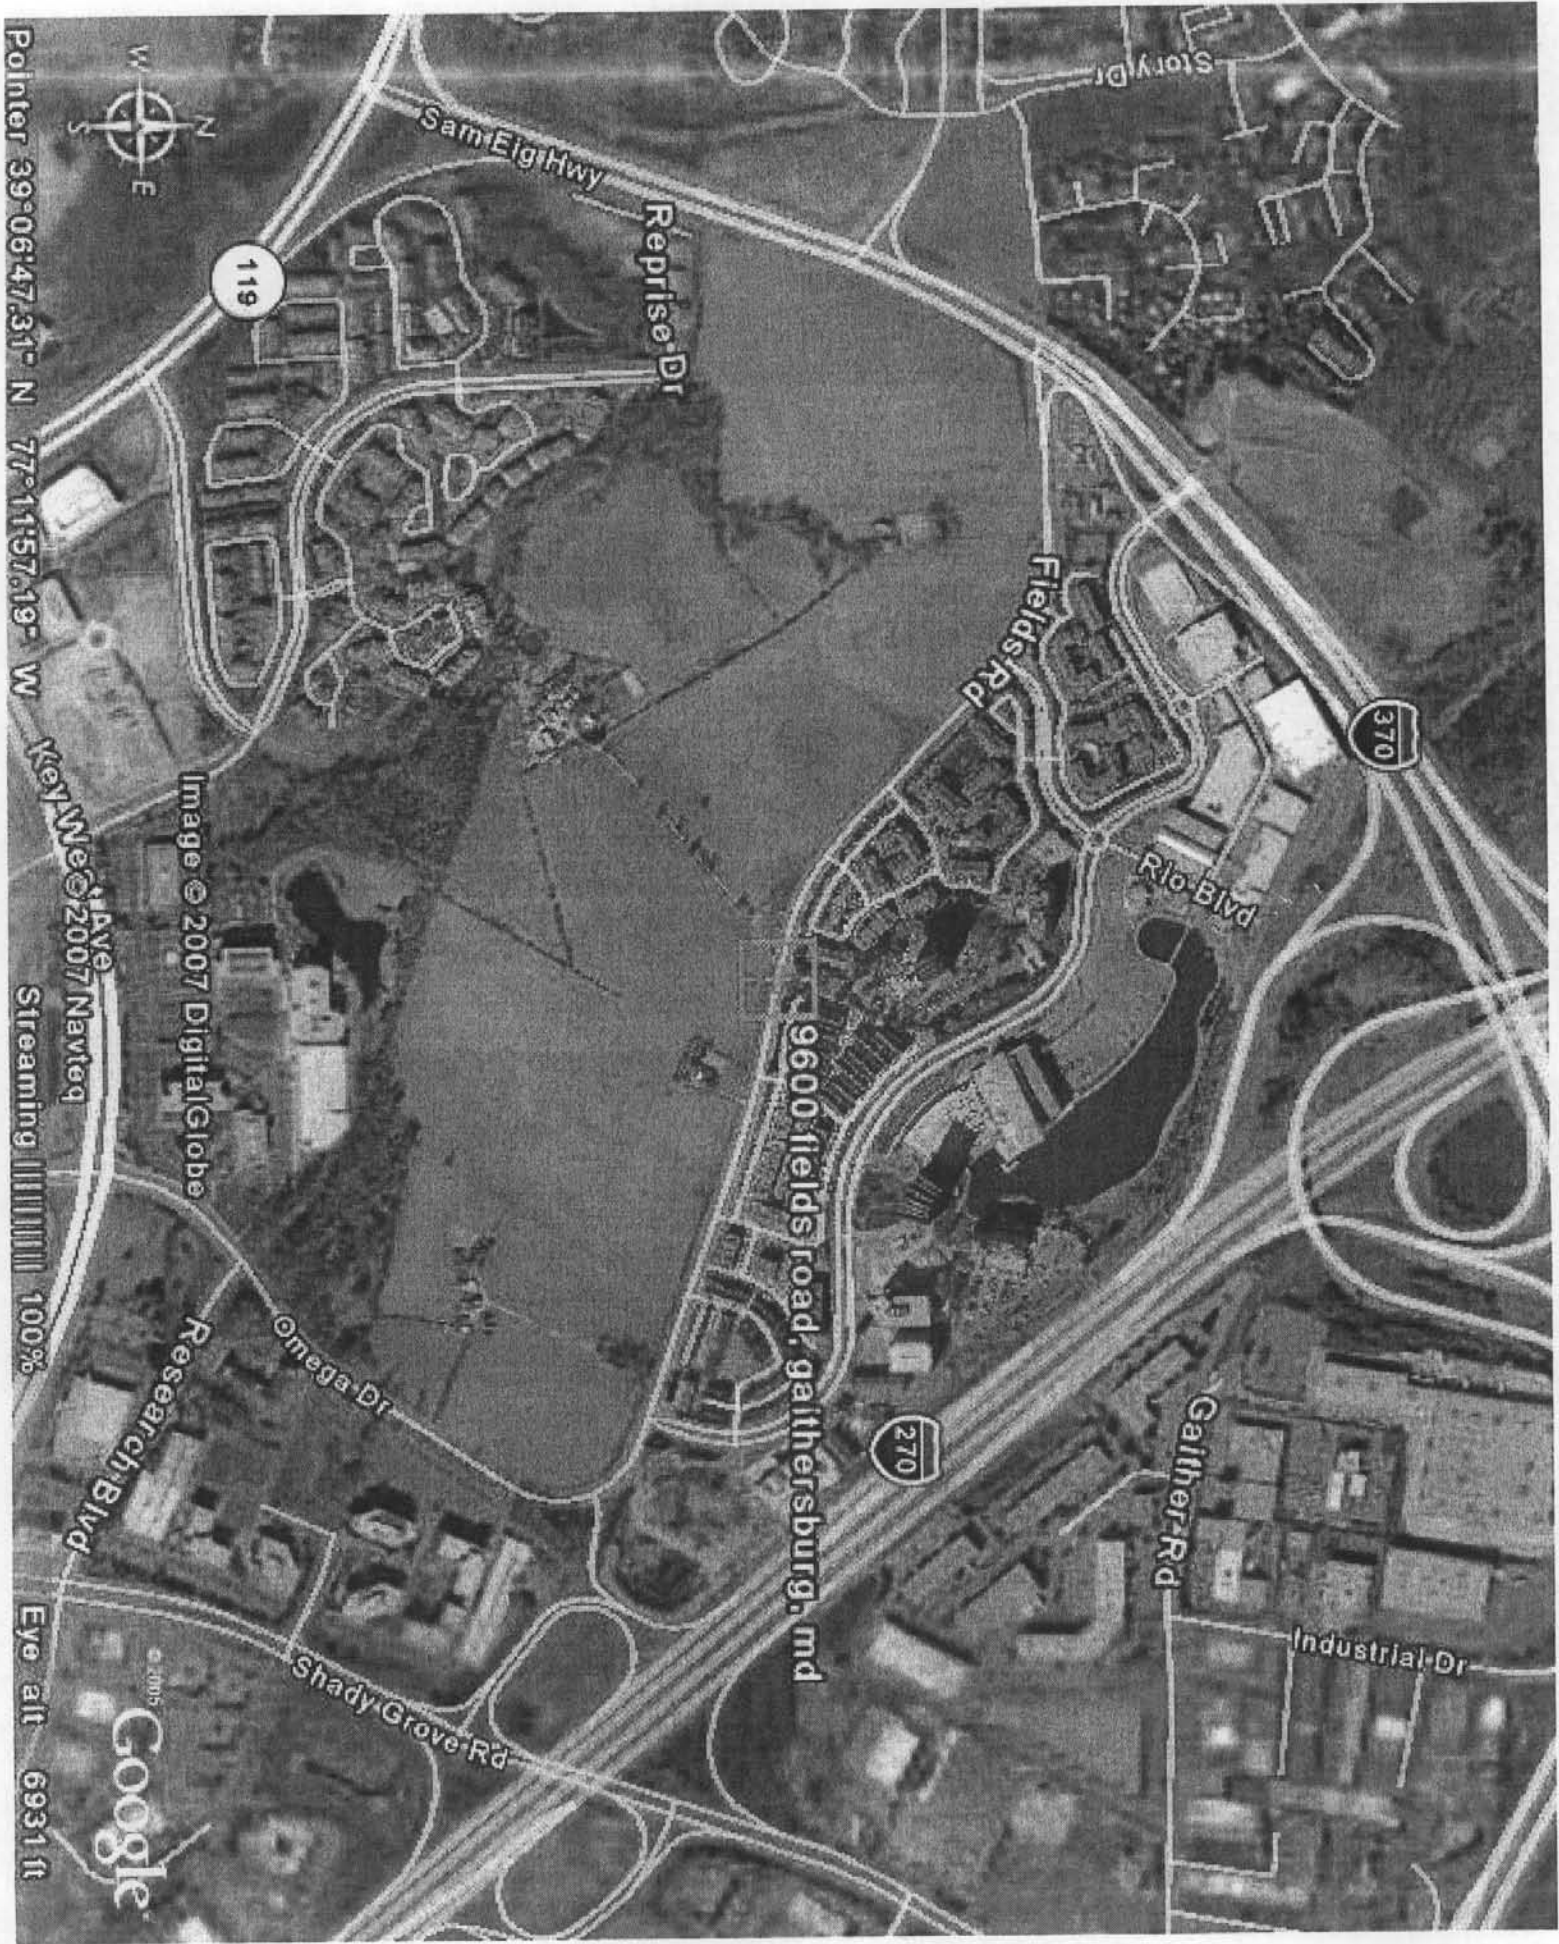 Story Dr
Sam Eig Hwy
Reprise Dr
119
Fields Rd
370
Rio Blvd
9600 fields road, gaithersburg, md
270
Gaither Rd
Industrial Dr
Key West Ave
Omega Dr
Research Blvd
Shady Grove Rd
Image © 2007 DigitalGlobe
© 2007 Navteq
© 2005
Google
W
N
S
E
Pointer 39°06'47.31" N 77°11'57.19" W Streaming |||||||||| 100% Eye alt 6931 ft